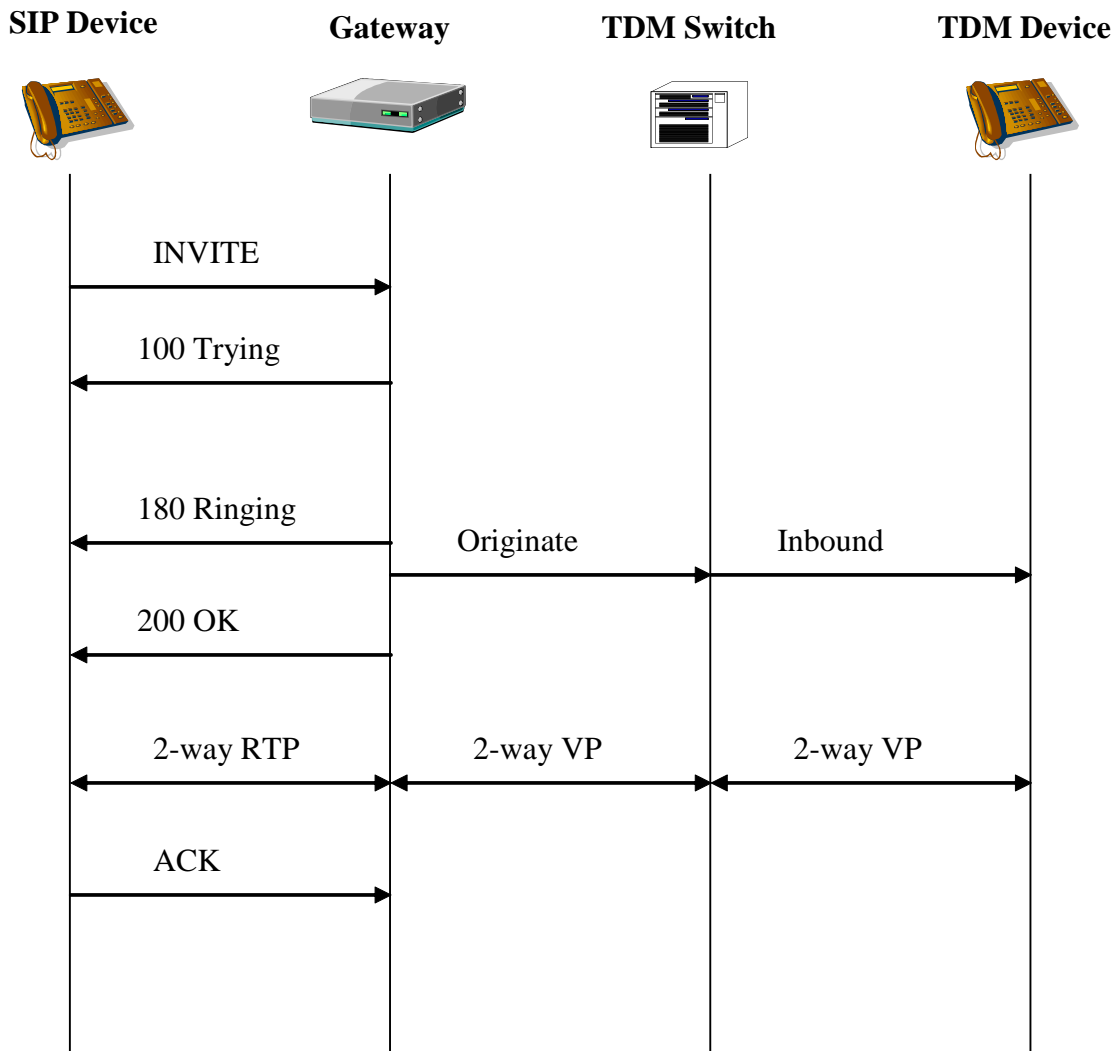 SIP Device
Gateway
TDM Switch
TDM Device
INVITE
100 Trying
180 Ringing
Originate
Inbound
200 OK
2-way RTP
2-way VP
2-way VP
ACK